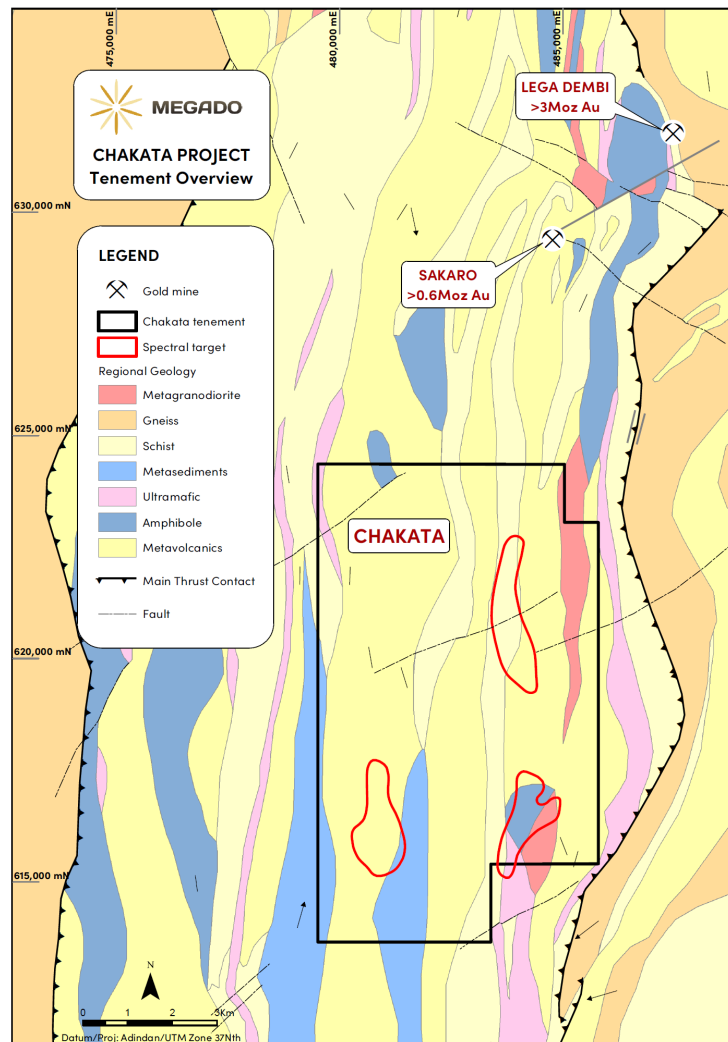 475,000 mE
480,000 mE
485,000 mE
MEGADO
CHAKATA PROJECT
Tenement Overview
LEGA DEMBI
>3Moz Au
630,000 mN
SAKARO
>0.6Moz Au
LEGEND
Gold mine
Chakata tenement
Spectral target
Regional Geology
Metagranodiorite
Gneiss
Schist
Metasediments
Ultramafic
Amphibole
Metavolcanics
Main Thrust Contact
Fault
625,000 mN
CHAKATA
620,000 mN
615,000 mN
N
0 1 2 3Km
Datum/Proj: Adindan/UTM Zone 37Nth